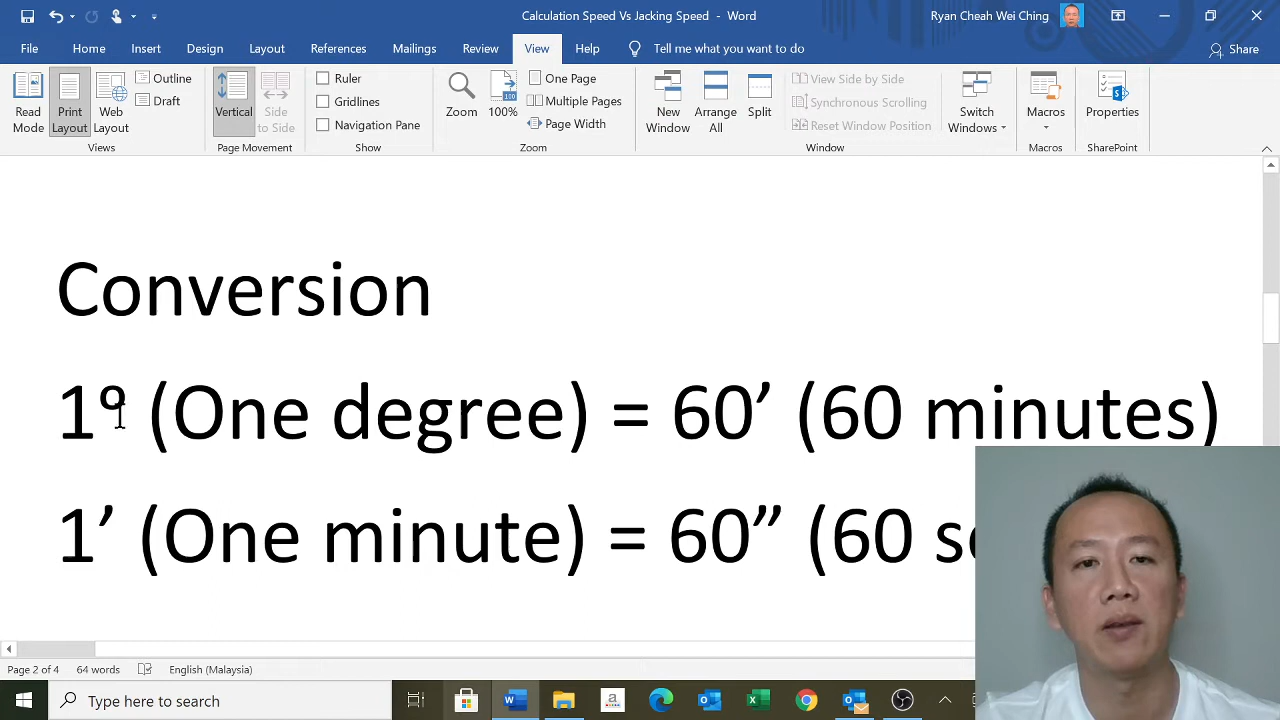 Calculation Speed Vs Jacking Speed - Word
Ryan Cheah Wei Ching
File Home Insert Design Layout References Mailings Review View Help Tell me what you want to do Share
Read Mode
Print Layout
Web Layout
Outline
Draft
Views
Vertical
Side to Side
Page Movement
Ruler
Gridlines
Navigation Pane
Show
Zoom
100
100%
One Page
Multiple Pages
Page Width
Zoom
New Window
Arrange All
Split
View Side by Side
Synchronous Scrolling
Reset Window Position
Switch Windows
Window
Macros
Macros
Properties
SharePoint
Conversion
1º (One degree) = 60’ (60 minutes)
1’ (One minute) = 60” (60 se
Page 2 of 4 64 words English (Malaysia)
Type here to search